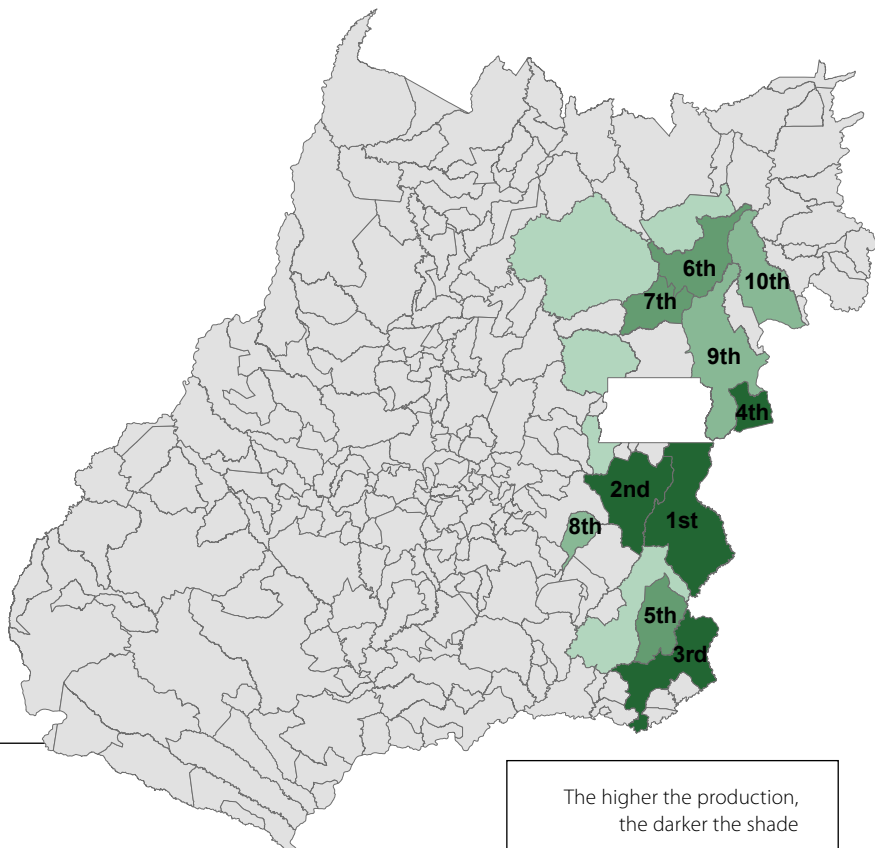 6th
10th
7th
9th
4th
2nd
1st
8th
5th
3rd
The higher the production,
the darker the shade